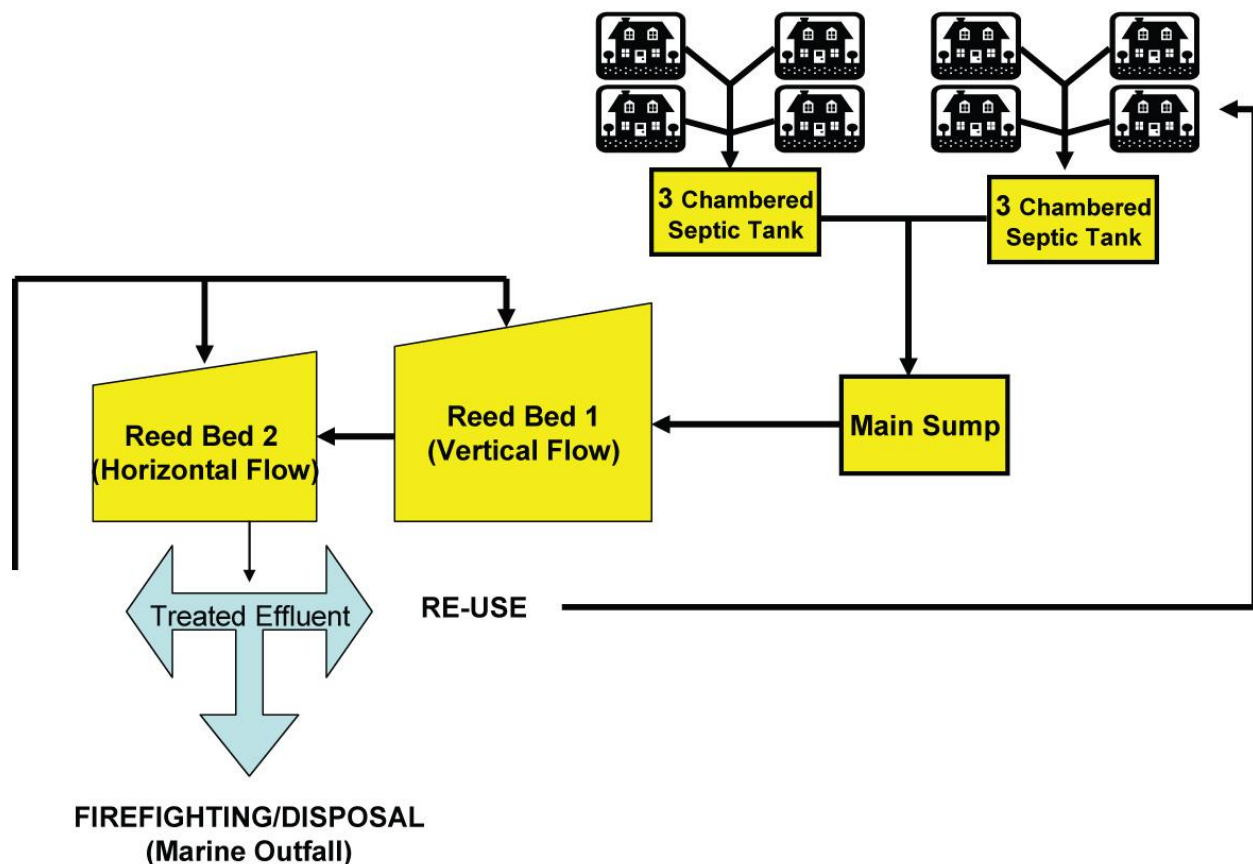 3 Chambered
Septic Tank
3 Chambered
Septic Tank
Reed Bed 2
(Horizontal Flow)
Reed Bed 1
(Vertical Flow)
Main Sump
Treated Effluent
RE-USE
FIREFIGHTING/DISPOSAL
(Marine Outfall)